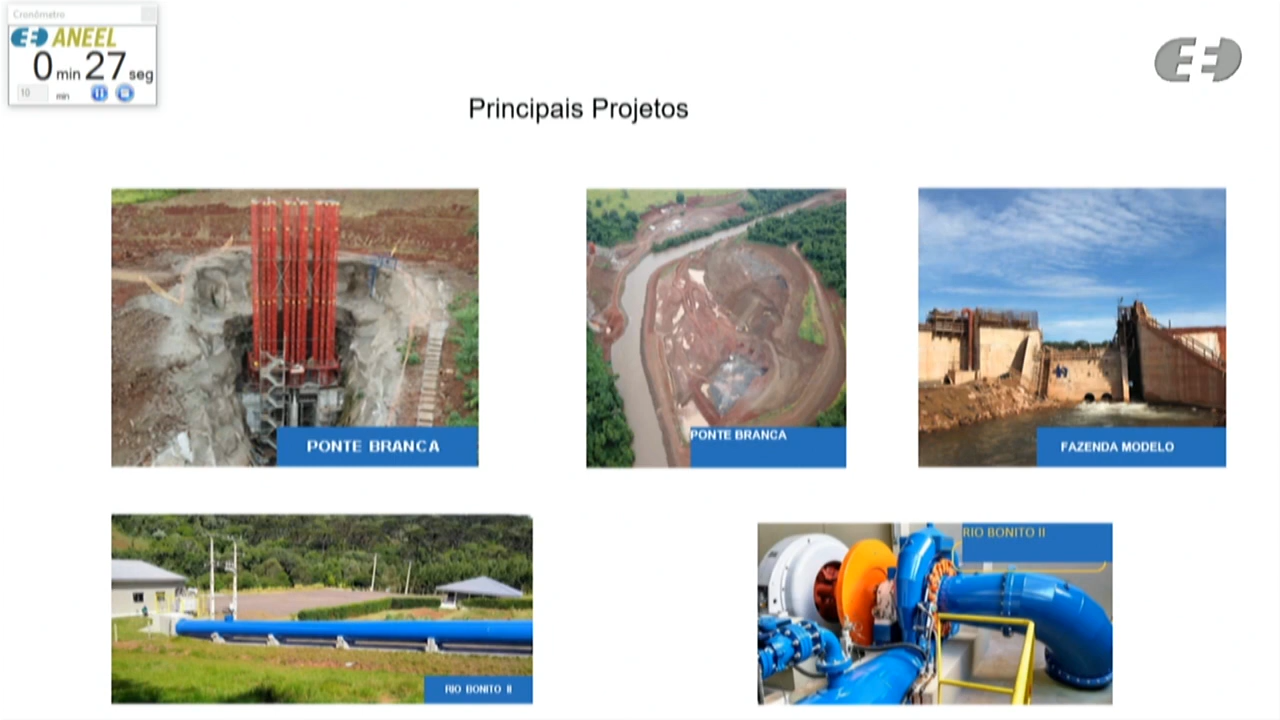 Cronômetro
ANEEL
0 min 27 seg
10 min
Principais Projetos
PONTE BRANCA
PONTE BRANCA
FAZENDA MODELO
RIO BONITO II
RIO BONITO II